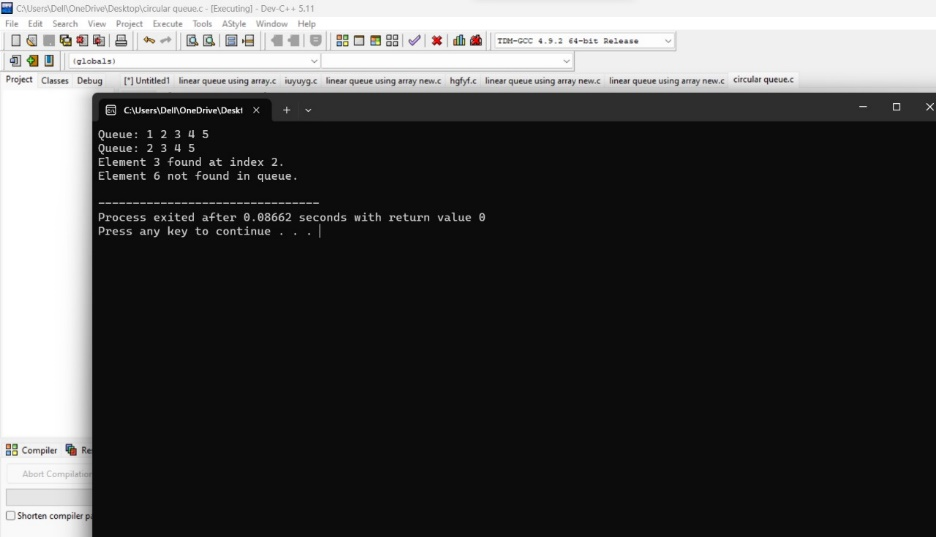 C:\Users\Dell\OneDrive\Desktop\circular queue.c - [Executing] - Dev-C++ 5.11
File Edit Search View Project Execute Tools AStyle Window Help
TDM-GCC 4.9.2 64-bit Release
(globals)
Project Classes Debug [*] Untitled1 linear queue using array.c iuyuyg.c linear queue using array new.c hgfyf.c linear queue using array new.c linear queue using array new.c circular queue.c
C:\Users\Dell\OneDrive\Deskt
Queue: 1 2 3 4 5
Queue: 2 3 4 5
Element 3 found at index 2.
Element 6 not found in queue.
--------------------------------
Process exited after 0.08662 seconds with return value 0
Press any key to continue . . .
Compiler Re
Abort Compilation
Shorten compiler pa